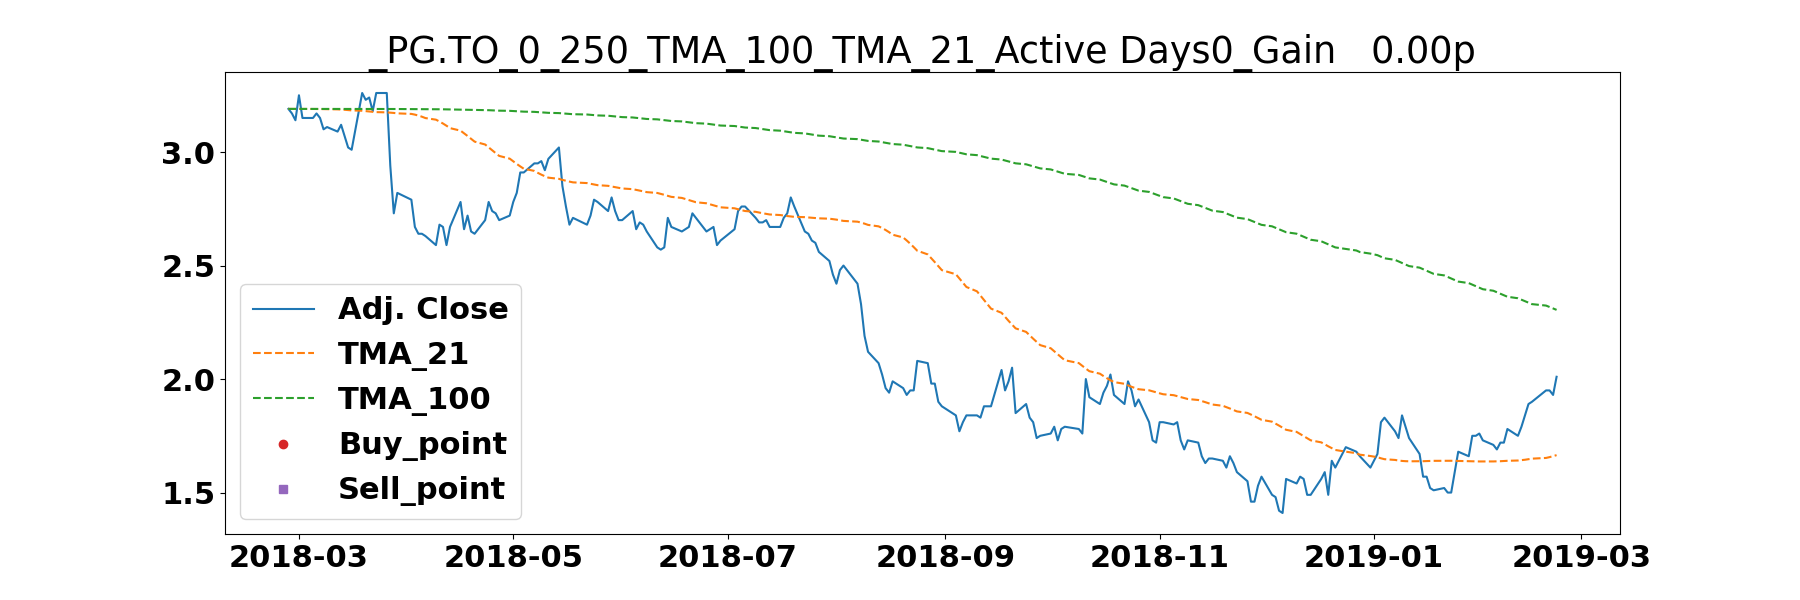 _PG.TO_0_250_TMA_100_TMA_21_Active Days0_Gain   0.00p
3.0
2.5
2.0
1.5
Adj. Close
TMA_21
TMA_100
Buy_point
Sell_point
2018-03 2018-05 2018-07 2018-09 2018-11 2019-01 2019-03